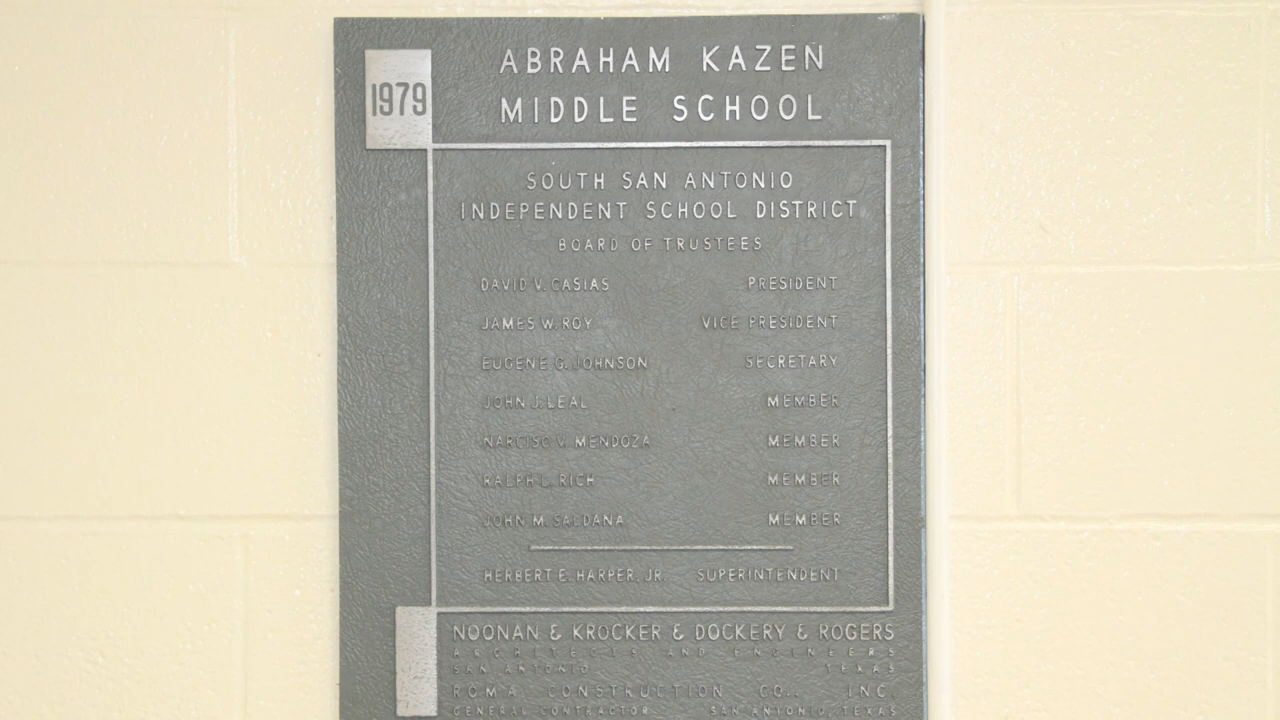 1979
ABRAHAM KAZEN
MIDDLE SCHOOL
SOUTH SAN ANTONIO
INDEPENDENT SCHOOL DISTRICT
BOARD OF TRUSTEES
DAVID V. CASIAS PRESIDENT
JAMES W. ROY VICE PRESIDENT
EUGENE G. JOHNSON SECRETARY
JOHN J. LEAL MEMBER
NARCISO V. MENDOZA MEMBER
RALPH L. RICH MEMBER
JOHN M. SALDANA MEMBER
HERBERT E. HARPER, JR. SUPERINTENDENT
NOONAN & KROCKER & DOCKERY & ROGERS
ARCHITECTS AND ENGINEERS
SAN ANTONIO TEXAS
ROMA CONSTRUCTION CO., INC.
GENERAL CONTRACTOR SAN ANTONIO, TEXAS